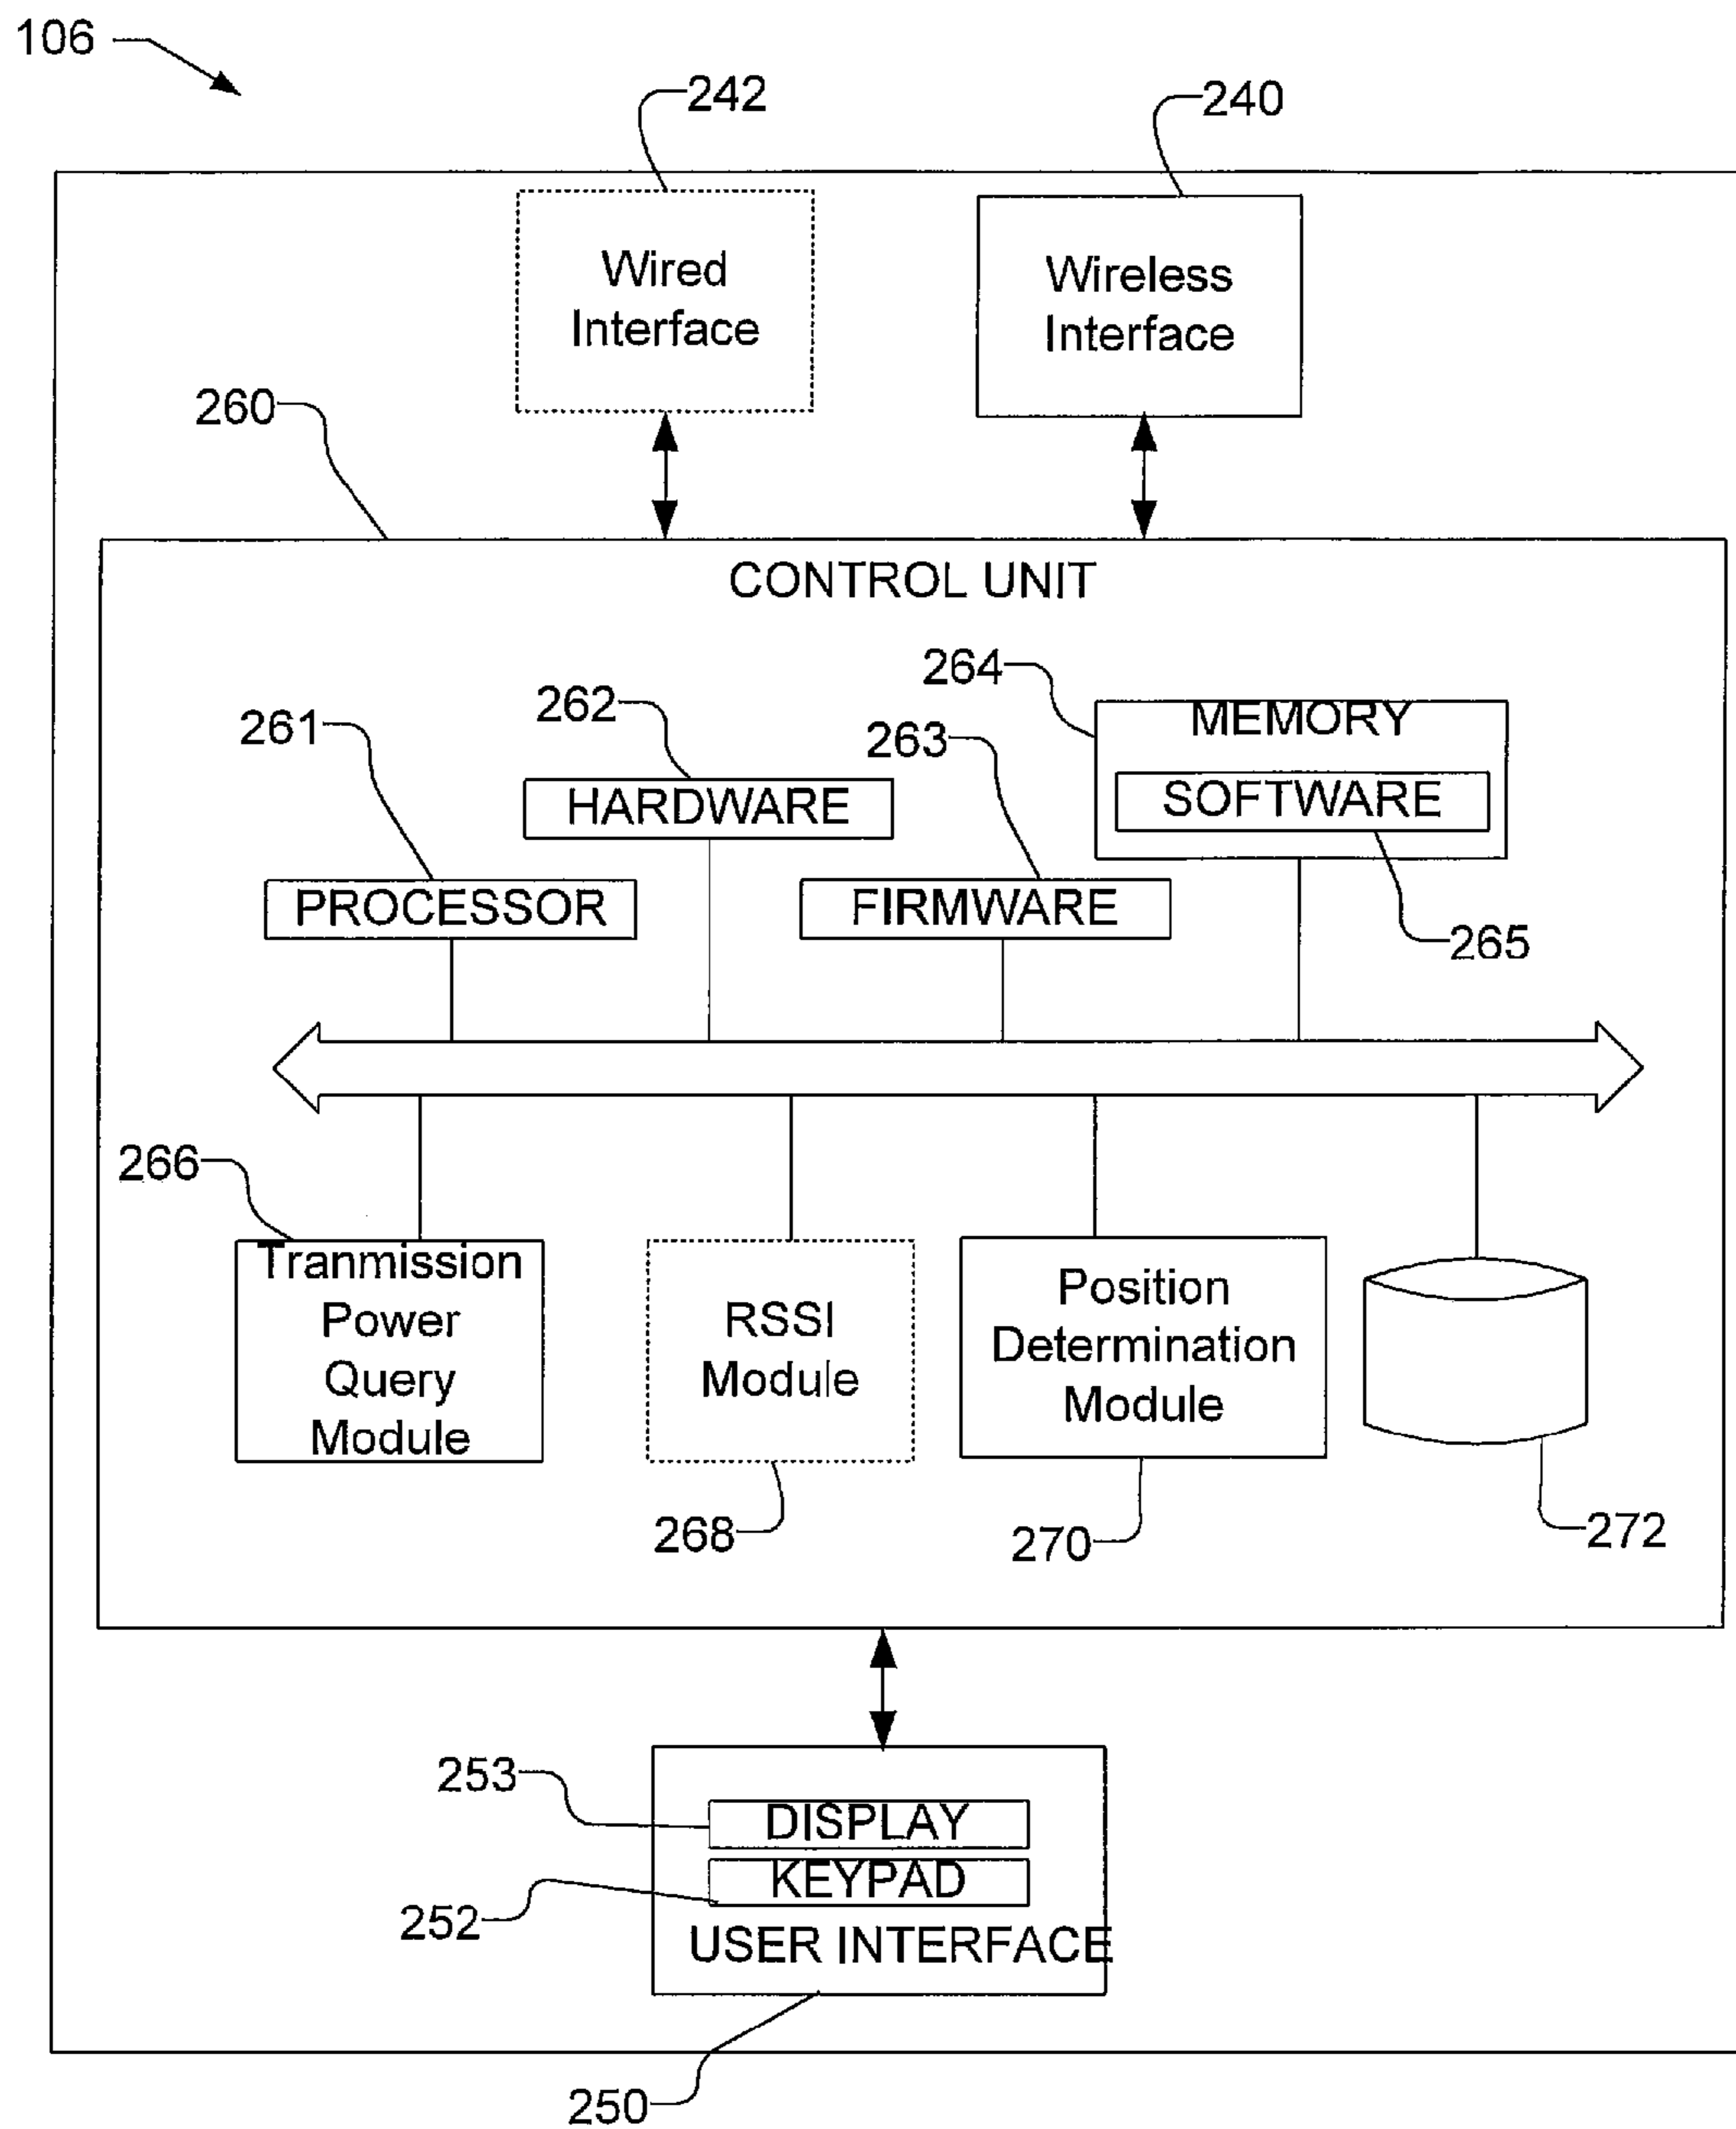 106
242
240
Wired
Interface
Wireless
Interface
260
CONTROL UNIT
264
262
MEMORY
261
263
SOFTWARE
HARDWARE
PROCESSOR
FIRMWARE
265
266
Tranmission
Power
Query
Module
RSSI
Module
Position
Determination
Module
268
270
272
253
DISPLAY
KEYPAD
252
USER INTERFACE
250